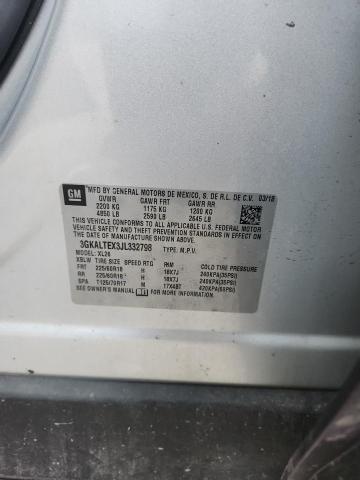 GM
MFD BY GENERAL MOTORS DE MEXICO, S. DE R.L. DE C.V. 03/18
GVWR GAWR FRT GAWR RR
2200 KG 1175 KG 1200 KG
4850 LB 2590 LB 2645 LB
TYPE: M.P.V.
THIS VEHICLE CONFORMS TO ALL APPLICABLE U.S. FEDERAL MOTOR
VEHICLE SAFETY AND THEFT PREVENTION STANDARDS IN EFFECT ON
THE DATE OF MANUFACTURE SHOWN ABOVE.
3GKALTEX3JL332798
MODEL: XL26
XBLW TIRE SIZE SPEED RTG RIM COLD TIRE PRESSURE
FRT 225/60R18 H 18X7J 240KPA(35PSI)
RR 225/60R18 H 18X7J 240KPA(35PSI)
SPA T125/70R17 M 17X4BT 420KPA(60PSI)
SEE OWNER'S MANUAL FOR ADDITIONAL INFORMATION